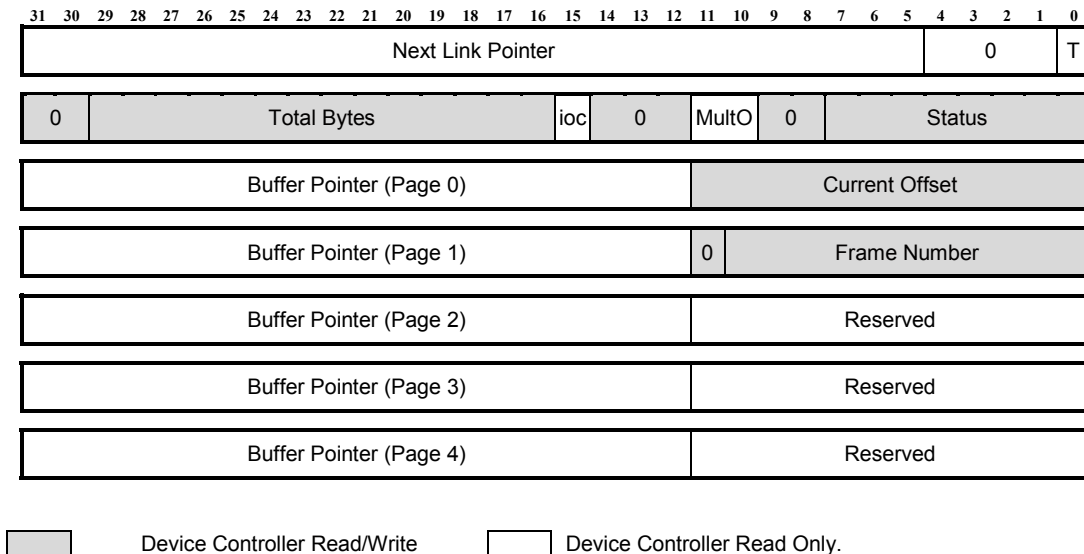 31 30 29 28 27 26 25 24 23 22 21 20 19 18 17 16 15 14 13 12 11 10 9 8 7 6 5 4 3 2 1 0
Next Link Pointer 0 T
0 Total Bytes ioc 0 MultO 0 Status
Buffer Pointer (Page 0) Current Offset
Buffer Pointer (Page 1) 0 Frame Number
Buffer Pointer (Page 2) Reserved
Buffer Pointer (Page 3) Reserved
Buffer Pointer (Page 4) Reserved
Device Controller Read/Write Device Controller Read Only.